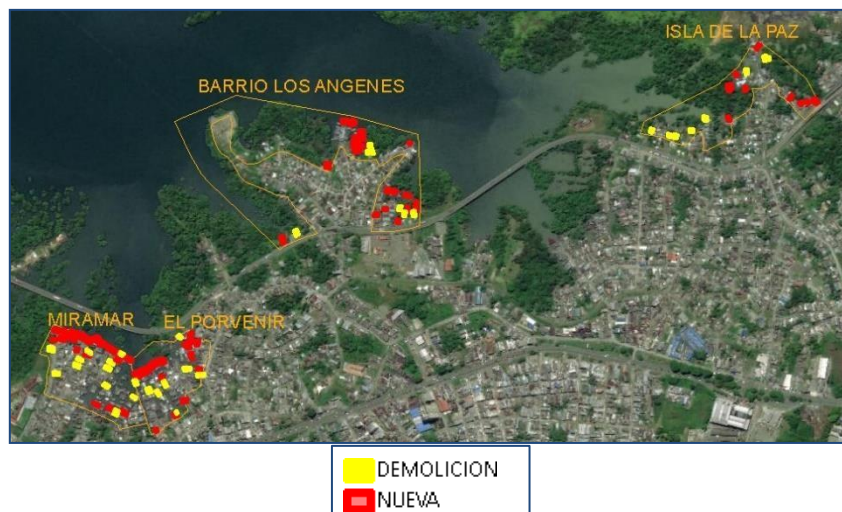 ISLA DE LA PAZ
BARRIO LOS ANGENES
MIRAMAR
EL PORVENIR
DEMOLICION
NUEVA